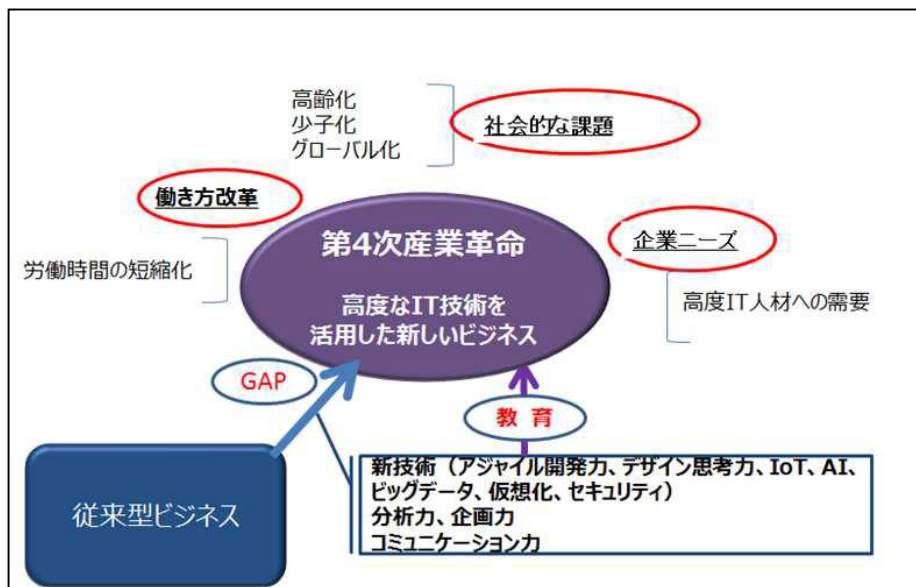 高齢化
少子化
グローバル化
社会的な課題
働き方改革
労働時間の短縮化
第4次産業革命
高度なIT技術を
活用した新しいビジネス
企業ニーズ
高度IT人材への需要
GAP
教 育
従来型ビジネス
新技術（アジャイル開発力、デザイン思考力、IoT、AI、
ビッグデータ、仮想化、セキュリティ）
分析力、企画力
コミュニケーション力